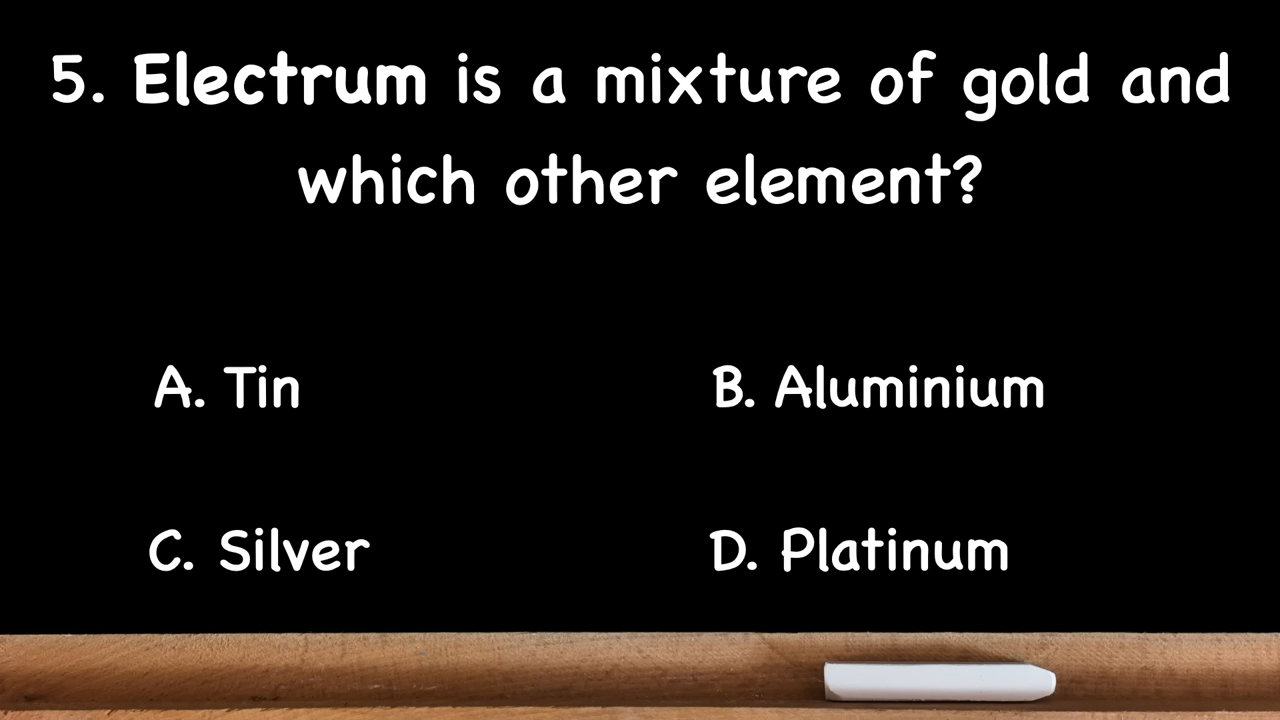 5. Electrum is a mixture of gold and
which other element?
A. Tin
B. Aluminium
C. Silver
D. Platinum